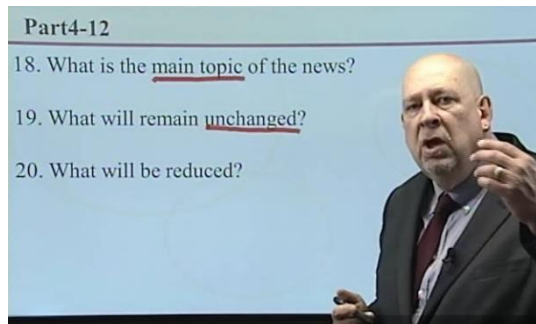 Part4-12
18. What is the main topic of the news?
19. What will remain unchanged?
20. What will be reduced?